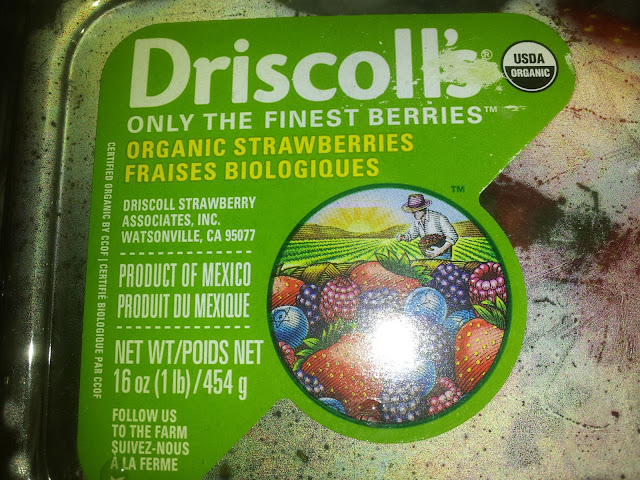 Driscoll's®
USDA
ORGANIC
ONLY THE FINEST BERRIES™
ORGANIC STRAWBERRIES
FRAISES BIOLOGIQUES
DRISCOLL STRAWBERRY
ASSOCIATES, INC.
WATSONVILLE, CA 95077
PRODUCT OF MEXICO
PRODUIT DU MEXIQUE
NET WT/POIDS NET
16 oz (1 lb) / 454 g
FOLLOW US
TO THE FARM
SUIVEZ-NOUS
À LA FERME
CERTIFIED ORGANIC BY CCOF | CERTIFIÉ BIOLOGIQUE PAR CCOF
™